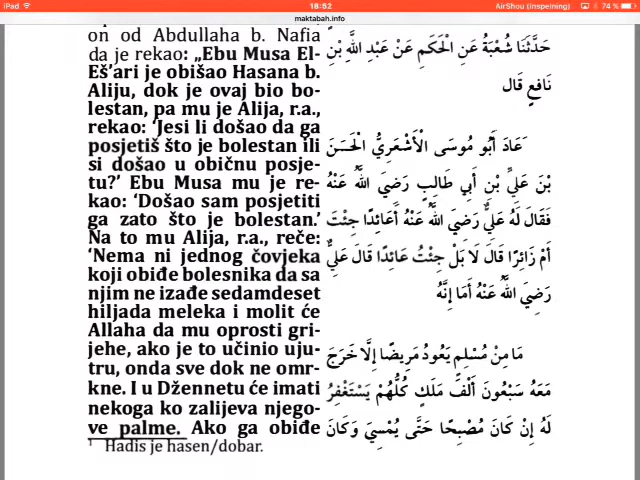 iPad 18:52 AirShou (Inspelning) 74 %
maktabah.info
on od Abdullaha b. Nafia
da je rekao: „Ebu Musa El-
Eš'ari je obišao Hasana b.
Aliju, dok je ovaj bio bo-
lestan, pa mu je Alija, r.a.,
rekao: 'Jesi li došao da ga
posjetiš što je bolestan ili
si došao u običnu posje-
tu?' Ebu Musa mu je re-
kao: 'Došao sam posjetiti
ga zato što je bolestan.'
Na to mu Alija, r.a., reče:
'Nema ni jednog čovjeka
koji obiđe bolesnika da sa
njim ne izađe sedamdeset
hiljada meleka i molit će
Allaha da mu oprosti gri-
jehe, ako je to učinio uju-
tru, onda sve dok ne omr-
kne. I u Džennetu će imati
nekoga ko zalijeva njego-
ve palme. Ako ga obiđe
1 Hadis je hasen/dobar.
حَدَّثَنَا شُعْبَةُ عَنِ الْحَكَمِ عَنْ عَبْدِ اللَّهِ بْنِ
نَافِعٍ قَال
عَادَ أَبُو مُوسَى الْأَشْعَرِيُّ الْحَسَنَ
بْنَ عَلِيِّ بْنِ أَبِي طَالِبٍ رَضِيَ اللَّهُ عَنْهُ
فَقَالَ لَهُ عَلِيٌّ رَضِيَ اللَّهُ عَنْهُ أَعَائِدًا جِئْتَ
أَمْ زَائِرًا قَالَ لَا بَلْ جِئْتُ عَائِدًا قَالَ عَلِيٌّ
رَضِيَ اللَّهُ عَنْهُ أَمَا إِنَّهُ
مَا مِنْ مُسْلِمٍ يَعُودُ مَرِيضًا إِلَّا خَرَجَ
مَعَهُ سَبْعُونَ أَلْفَ مَلَكٍ كُلُّهُمْ يَسْتَغْفِرُ
لَهُ إِنْ كَانَ مُصْبِحًا حَتَّى يُمْسِيَ وَكَانَ